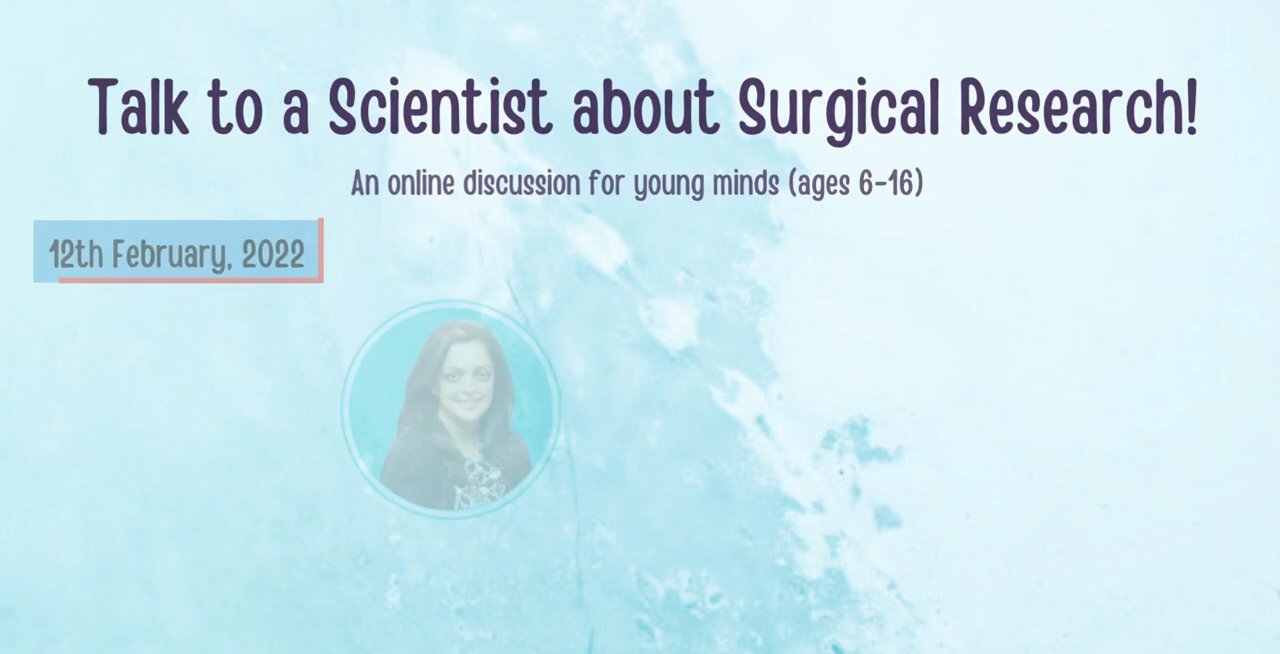 Talk to a Scientist about Surgical Research!
An online discussion for young minds (ages 6-16)
12th February, 2022